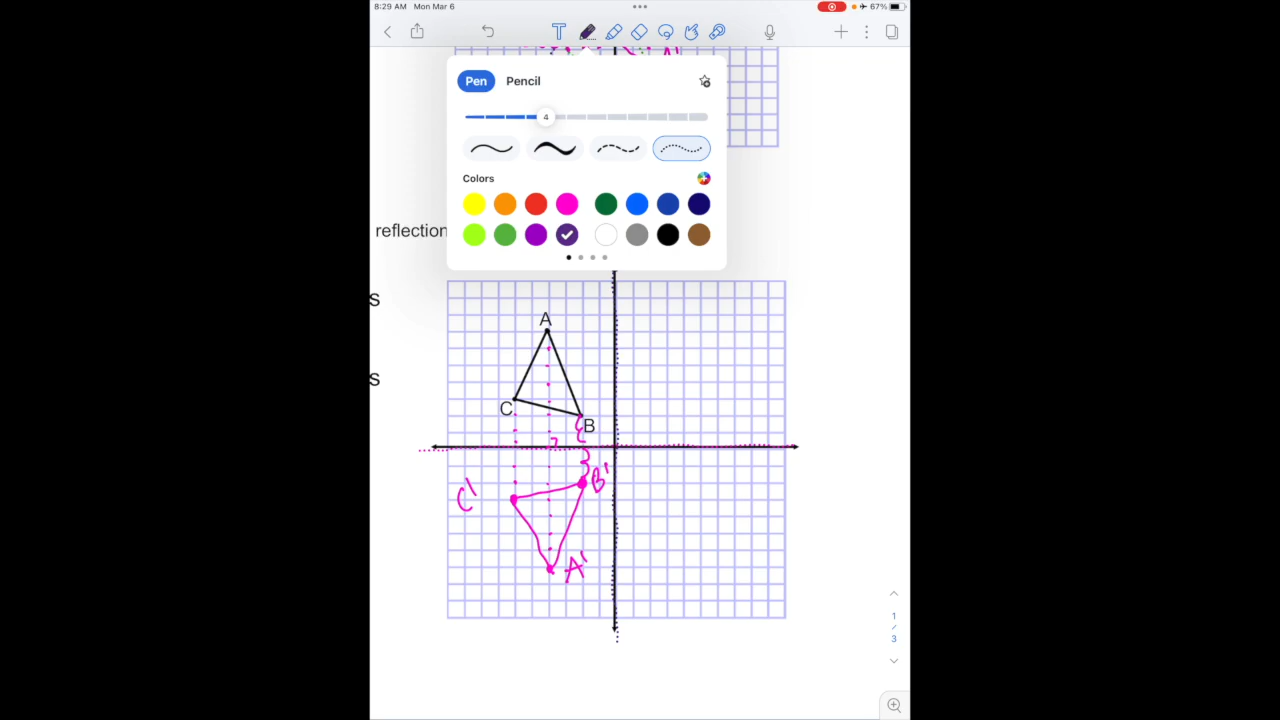 8:29 AM Mon Mar 6
67%
T
Pen Pencil
4
Colors
reflection
s
s
A
C
B
B'
C'
A'
1
/
3